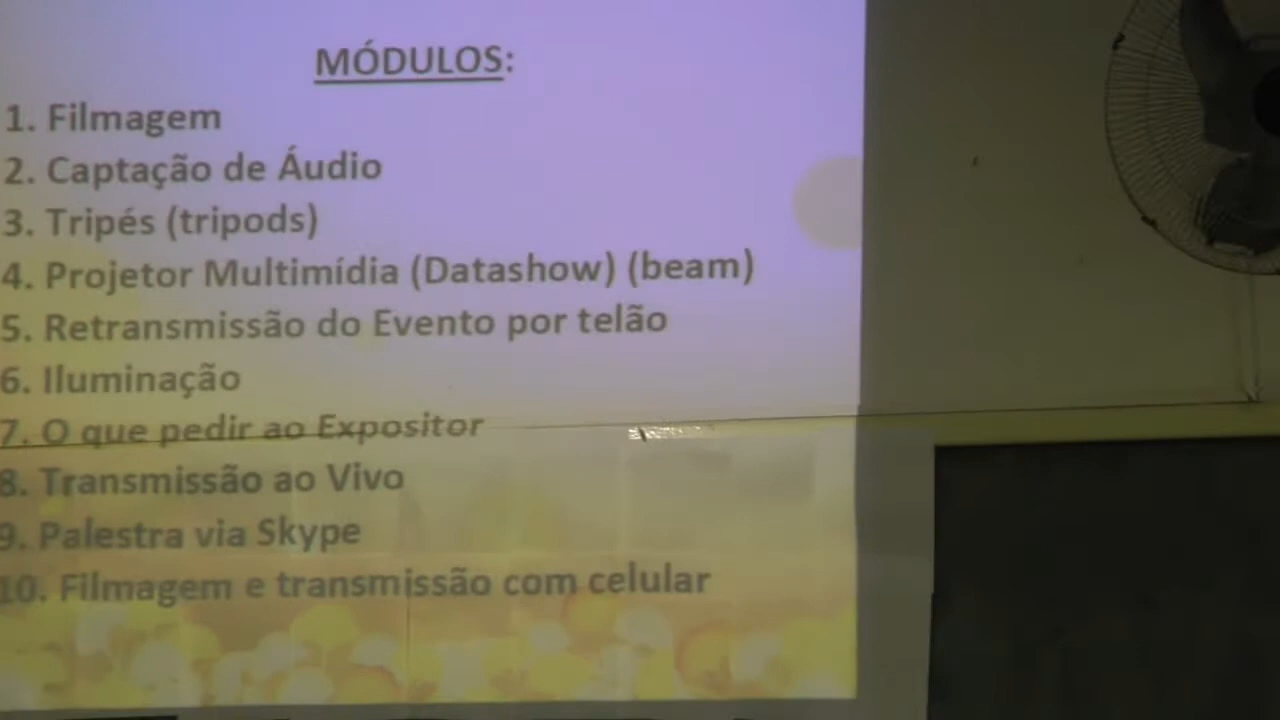 MÓDULOS:
1. Filmagem
2. Captação de Áudio
3. Tripés (tripods)
4. Projetor Multimídia (Datashow) (beam)
5. Retransmissão do Evento por telão
6. Iluminação
7. O que pedir ao Expositor
8. Transmissão ao Vivo
9. Palestra via Skype
10. Filmagem e transmissão com celular